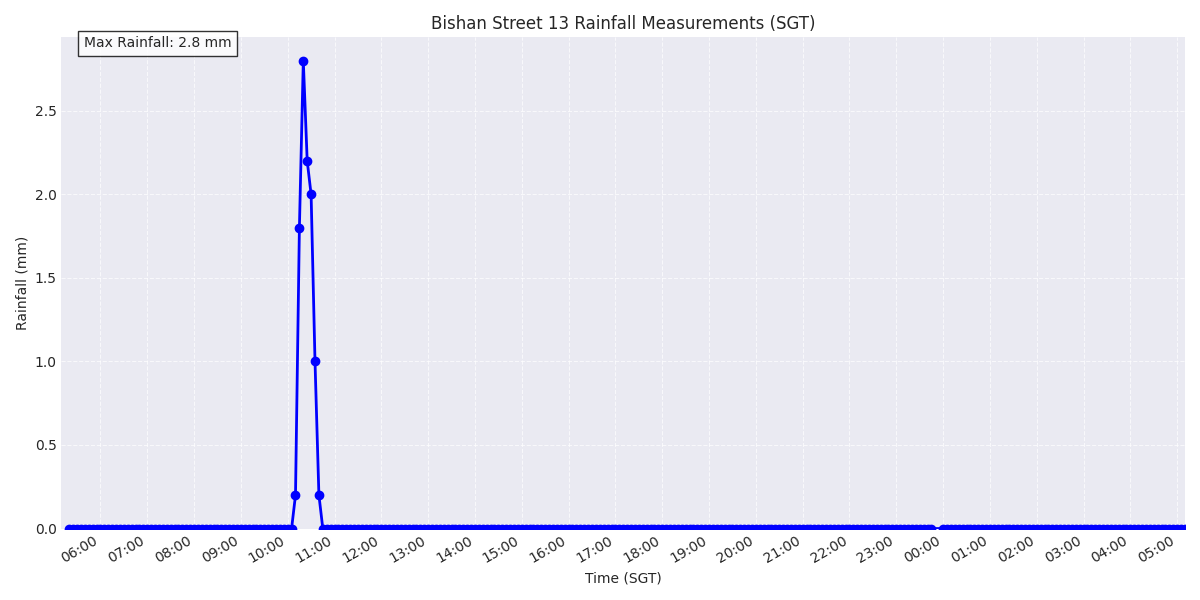 Bishan Street 13 Rainfall Measurements (SGT)
Max Rainfall: 2.8 mm
Rainfall (mm)
2.5
2.0
1.5
1.0
0.5
0.0
06:00 07:00 08:00 09:00 10:00 11:00 12:00 13:00 14:00 15:00 16:00 17:00 18:00 19:00 20:00 21:00 22:00 23:00 00:00 01:00 02:00 03:00 04:00 05:00
Time (SGT)